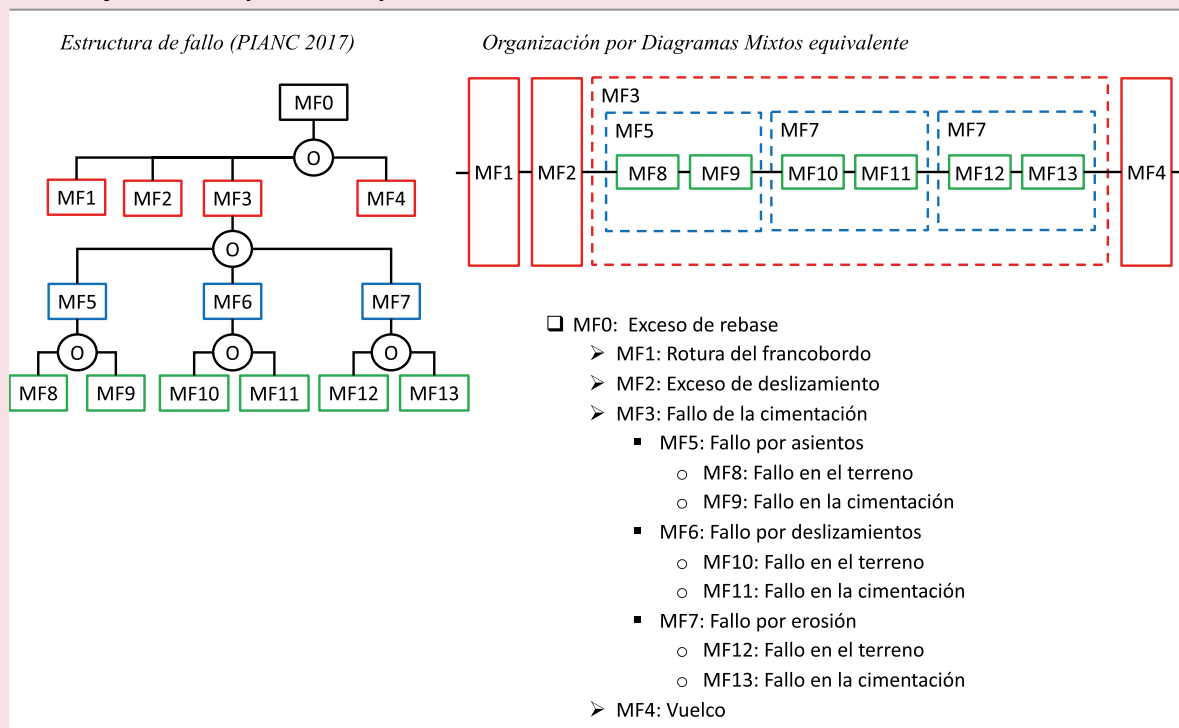 Estructura de fallo (PIANC 2017)
MF0
O
MF1 MF2 MF3 MF4
O
MF5 MF6 MF7
O O O
MF8 MF9 MF10 MF11 MF12 MF13
Organización por Diagramas Mixtos equivalente
MF3
MF5 MF7 MF7
MF1 MF2 MF8 MF9 MF10 MF11 MF12 MF13 MF4
❑ MF0: Exceso de rebase
➢ MF1: Rotura del francobordo
➢ MF2: Exceso de deslizamiento
➢ MF3: Fallo de la cimentación
▪ MF5: Fallo por asientos
o MF8: Fallo en el terreno
o MF9: Fallo en la cimentación
▪ MF6: Fallo por deslizamientos
o MF10: Fallo en el terreno
o MF11: Fallo en la cimentación
▪ MF7: Fallo por erosión
o MF12: Fallo en el terreno
o MF13: Fallo en la cimentación
➢ MF4: Vuelco